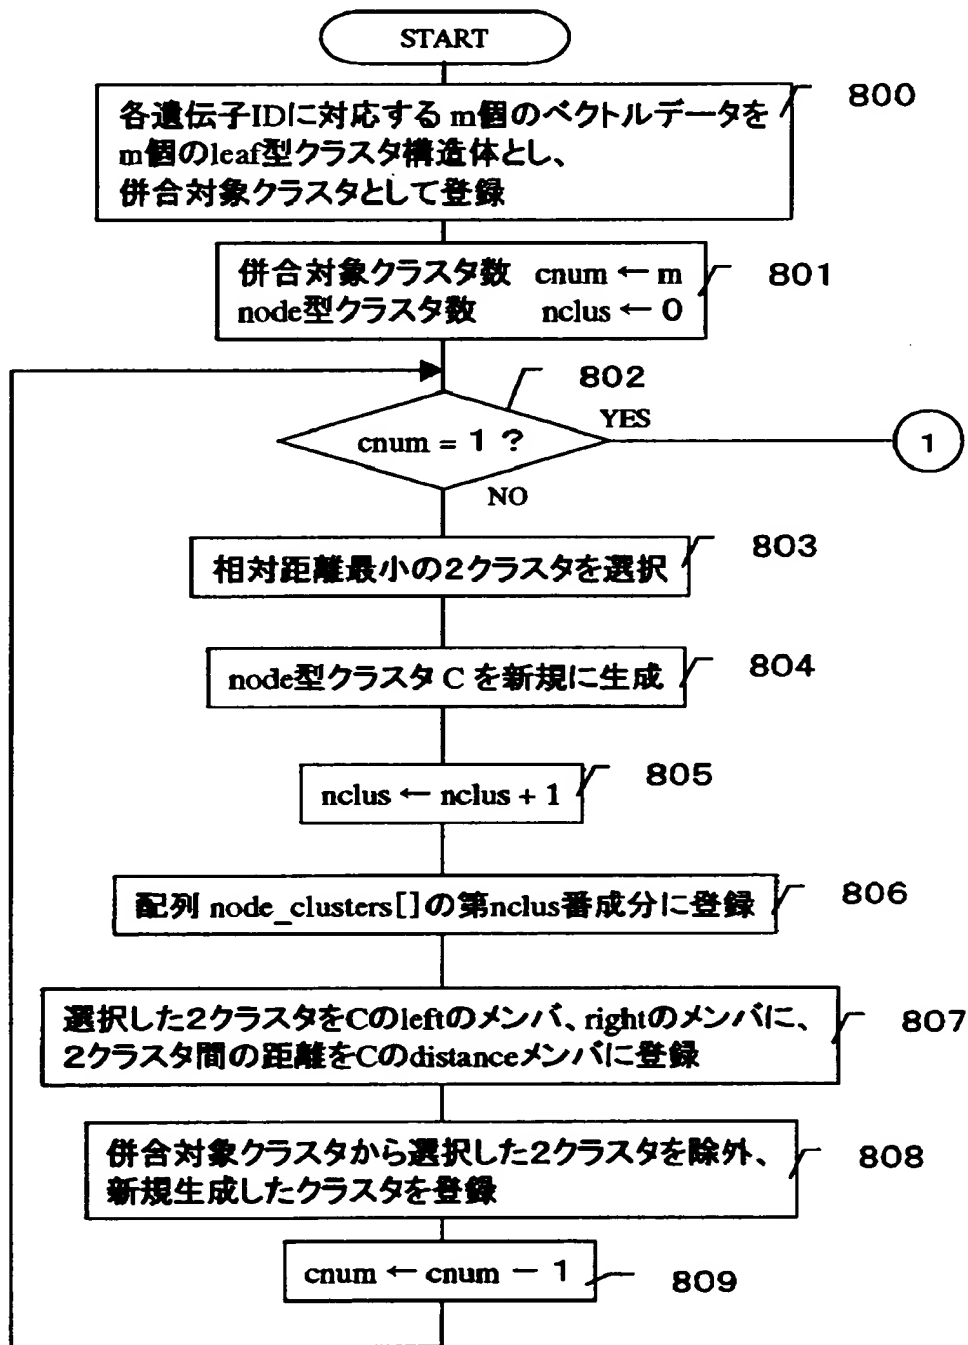 START
800
各遺伝子IDに対応するm個のベクトルデータを
m個のleaf型クラスタ構造体とし、
併合対象クラスタとして登録
801
併合対象クラスタ数 cnum ← m
node型クラスタ数 nclus ← 0
802
cnum = 1 ?
YES
1
NO
803
相対距離最小の2クラスタを選択
804
node型クラスタ C を新規に生成
805
nclus ← nclus + 1
806
配列 node_clusters[]の第nclus番成分に登録
807
選択した2クラスタをCのleftのメンバ、rightのメンバに、
2クラスタ間の距離をCのdistanceメンバに登録
808
併合対象クラスタから選択した2クラスタを除外、
新規生成したクラスタを登録
cnum ← cnum − 1
809